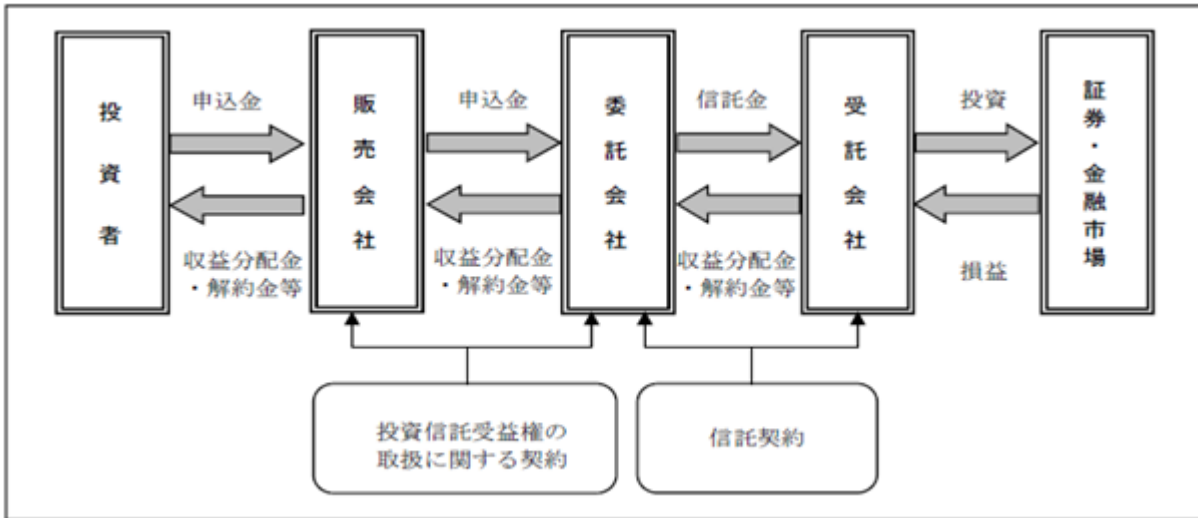 投資者
申込金
収益分配金
・解約金等
販売会社
申込金
収益分配金
・解約金等
委託会社
信託金
収益分配金
・解約金等
受託会社
投資
損益
証券・金融市場
投資信託受益権の
取扱に関する契約
信託契約